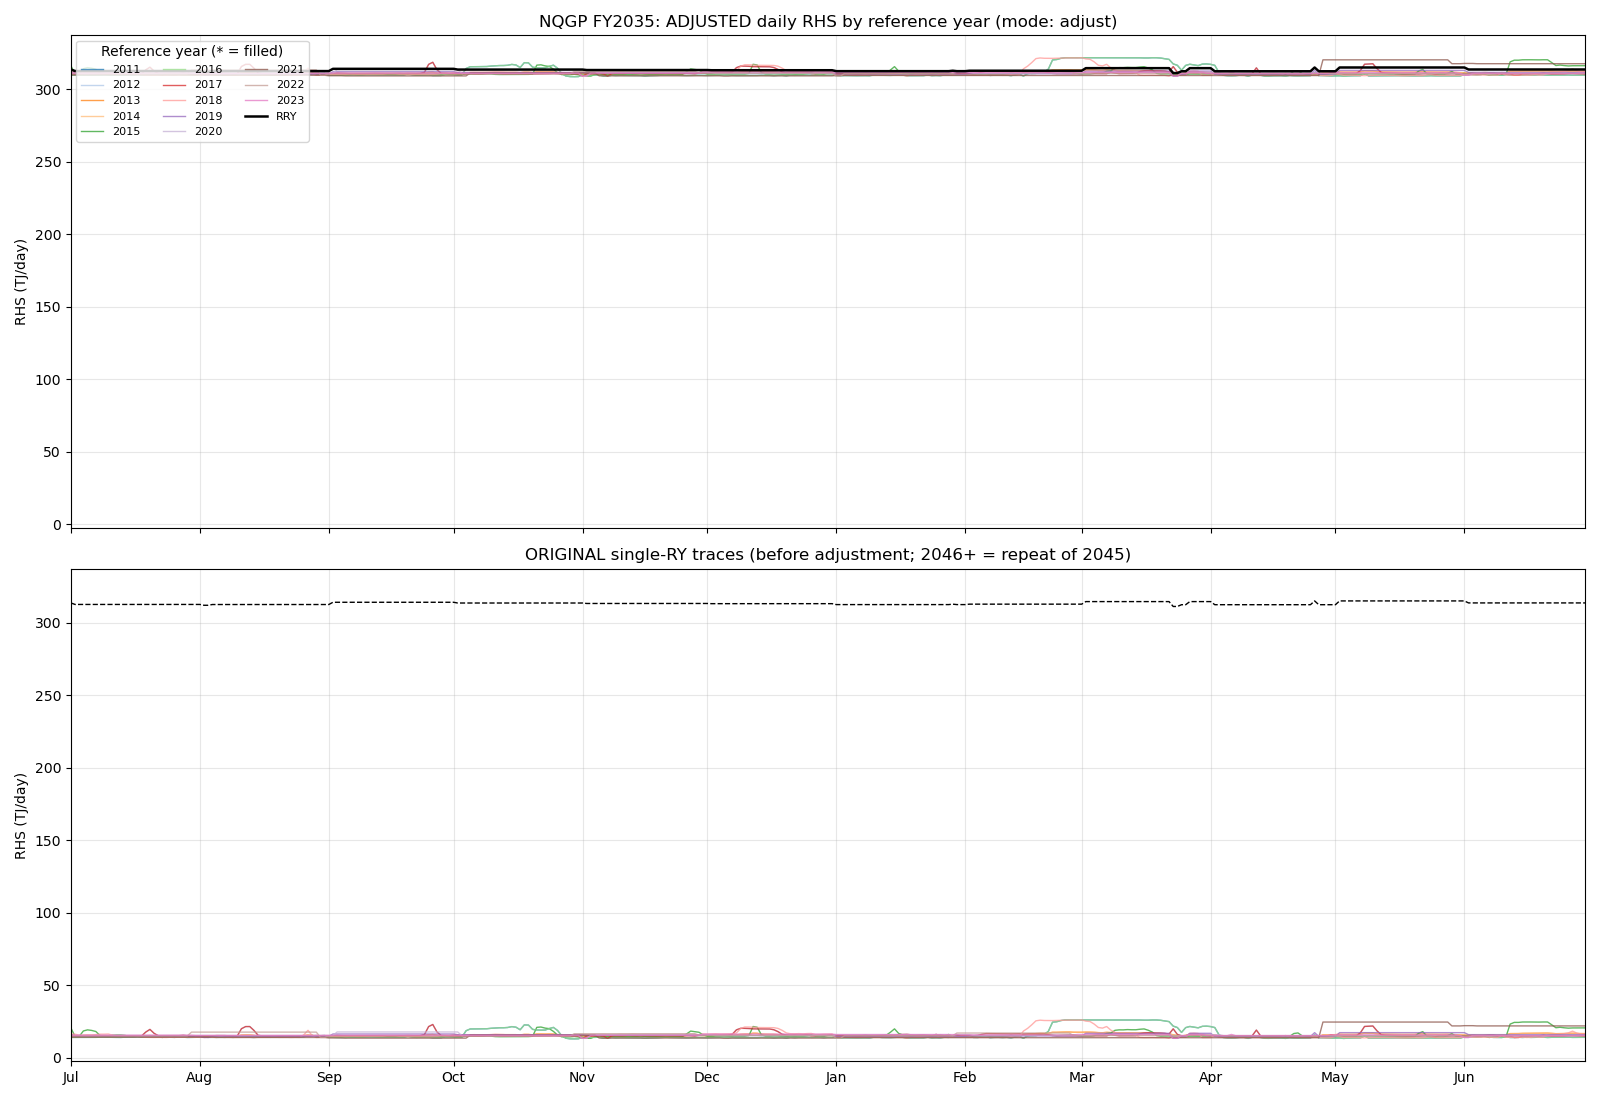 NQGP FY2035: ADJUSTED daily RHS by reference year (mode: adjust)
Reference year (* = filled)
2011 2016 2021
2012 2017 2022
2013 2018 2023
2014 2019 RRY
2015 2020
300
250
200
150
100
50
0
RHS (TJ/day)
ORIGINAL single-RY traces (before adjustment; 2046+ = repeat of 2045)
300
250
200
150
100
50
0
RHS (TJ/day)
Jul Aug Sep Oct Nov Dec Jan Feb Mar Apr May Jun